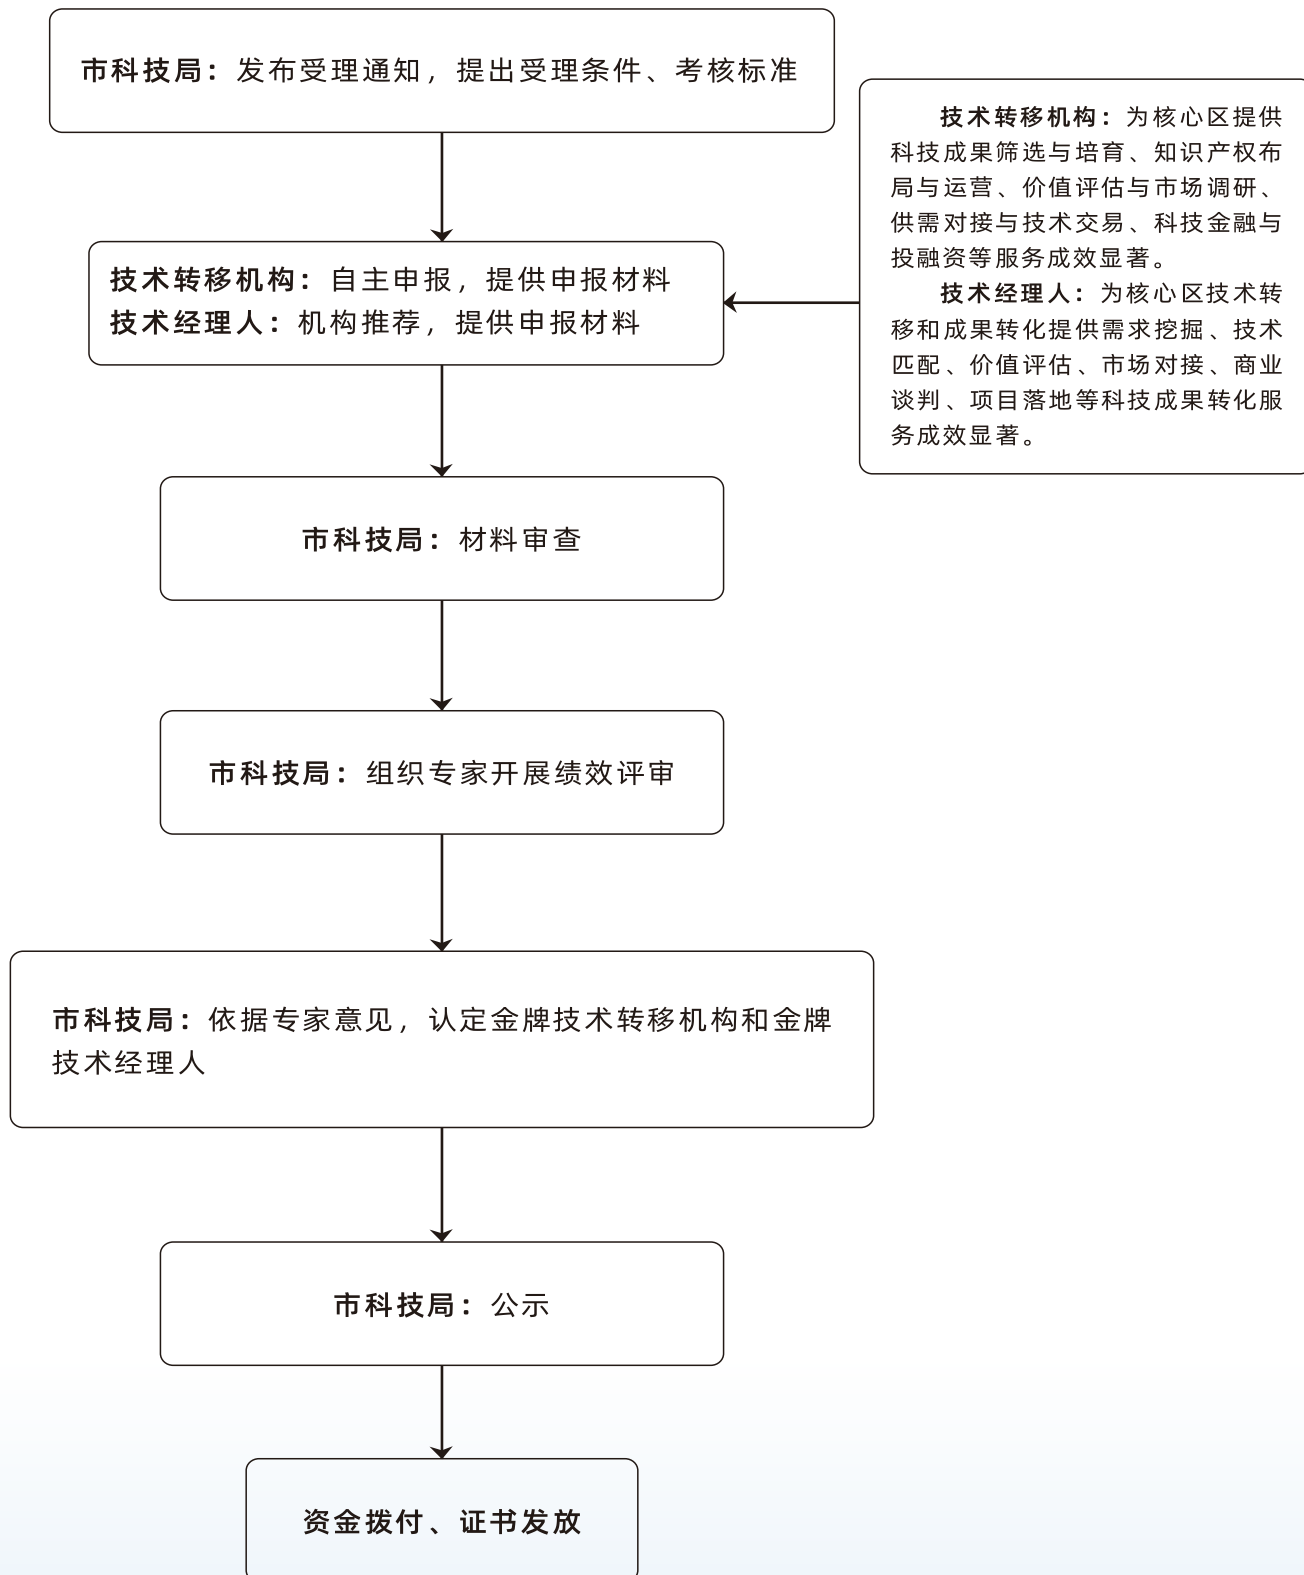 市科技局：发布受理通知，提出受理条件、考核标准
技术转移机构：自主申报，提供申报材料
技术经理人：机构推荐，提供申报材料
技术转移机构：为核心区提供
科技成果筛选与培育、知识产权布
局与运营、价值评估与市场调研、
供需对接与技术交易、科技金融与
投融资等服务成效显著。
技术经理人：为核心区技术转
移和成果转化提供需求挖掘、技术
匹配、价值评估、市场对接、商业
谈判、项目落地等科技成果转化服
务成效显著。
市科技局：材料审查
市科技局：组织专家开展绩效评审
市科技局：依据专家意见，认定金牌技术转移机构和金牌
技术经理人
市科技局：公示
资金拨付、证书发放